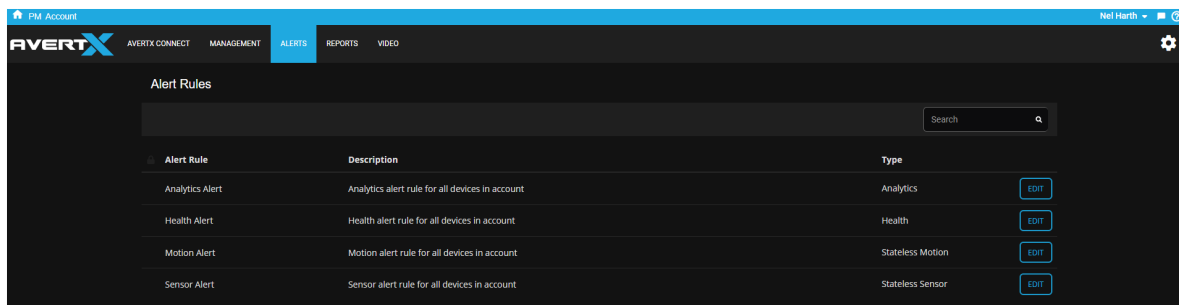 PM Account
Nel Harth
AVERTX
AVERTX CONNECT MANAGEMENT ALERTS REPORTS VIDEO
Alert Rules
Search
Alert Rule Description Type
Analytics Alert Analytics alert rule for all devices in account Analytics EDIT
Health Alert Health alert rule for all devices in account Health EDIT
Motion Alert Motion alert rule for all devices in account Stateless Motion EDIT
Sensor Alert Sensor alert rule for all devices in account Stateless Sensor EDIT